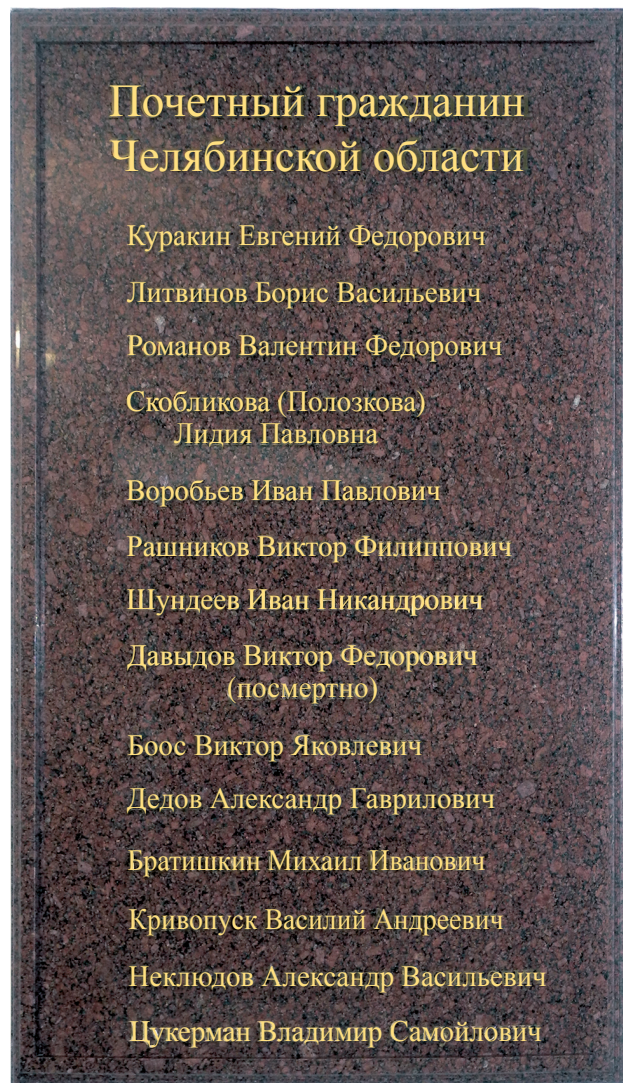 Почетный гражданин
Челябинской области
Куракин Евгений Федорович
Литвинов Борис Васильевич
Романов Валентин Федорович
Скобликова (Полозкова)
Лидия Павловна
Воробьев Иван Павлович
Рашников Виктор Филиппович
Шундеев Иван Никандрович
Давыдов Виктор Федорович
(посмертно)
Боос Виктор Яковлевич
Дедов Александр Гаврилович
Братишкин Михаил Иванович
Кривопуск Василий Андреевич
Неклюдов Александр Васильевич
Цукерман Владимир Самойлович